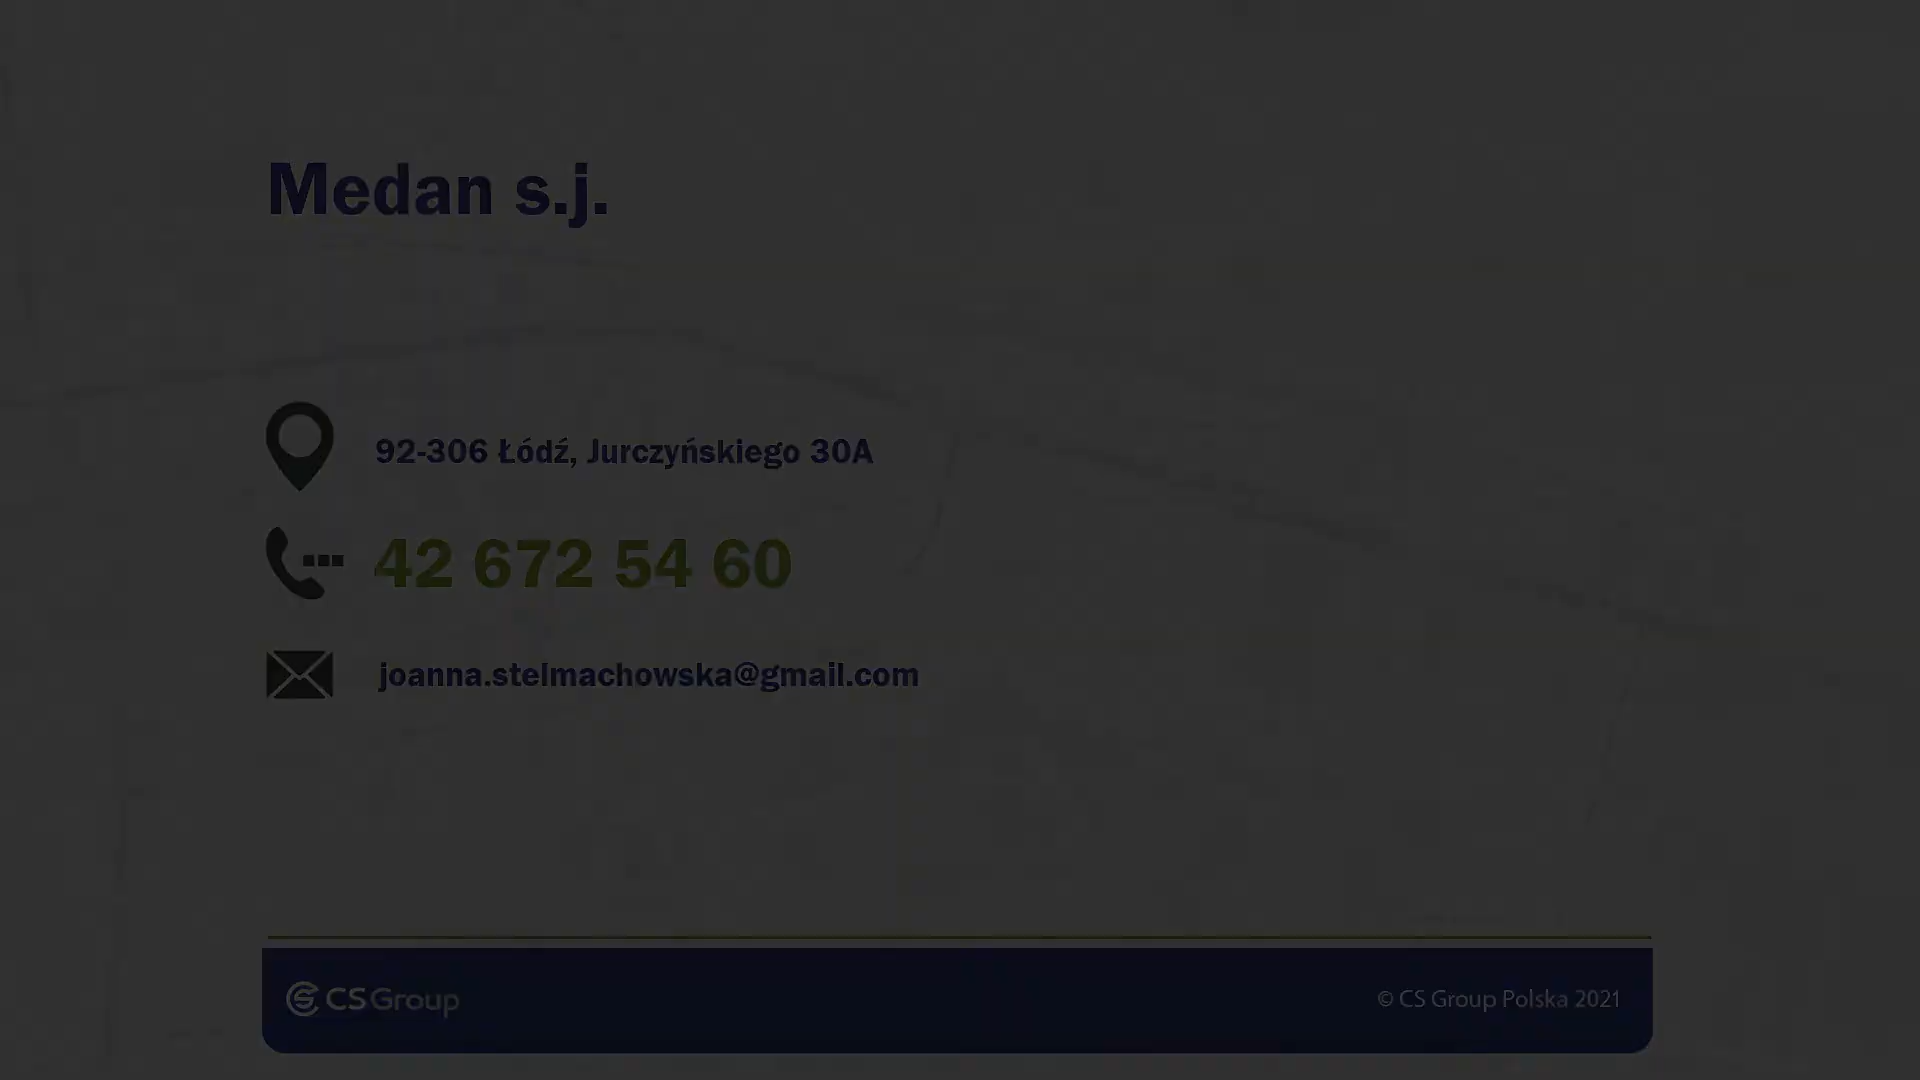 Medan s.j.
92-306 Łódź, Jurczyńskiego 30A
42 672 54 60
joanna.stelmachowska@gmail.com
CS Group
© CS Group Polska 2021